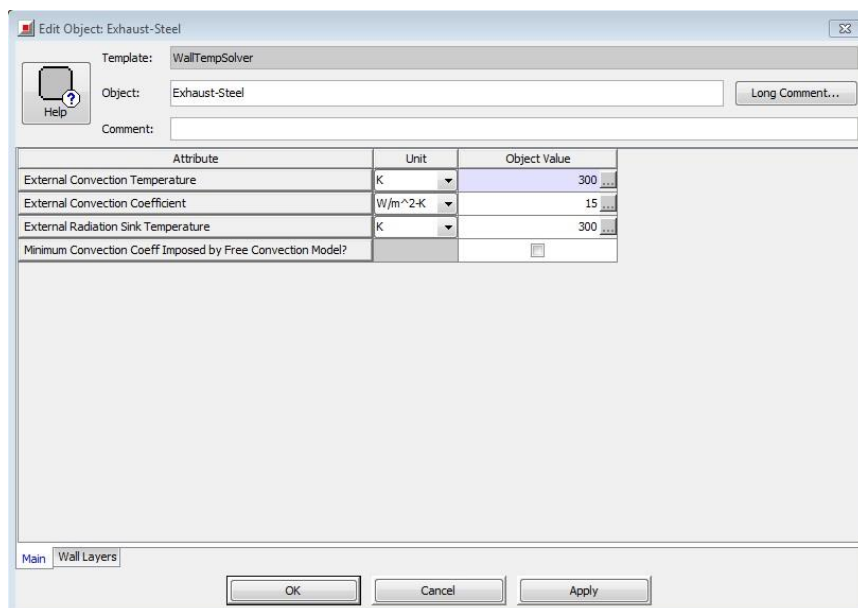 Edit Object: Exhaust-Steel
Template: WallTempSolver
Help
Object: Exhaust-Steel Long Comment...
Comment:
Attribute Unit Object Value
External Convection Temperature K 300 ...
External Convection Coefficient W/m^2-K 15 ...
External Radiation Sink Temperature K 300 ...
Minimum Convection Coeff Imposed by Free Convection Model?
Main Wall Layers
OK Cancel Apply